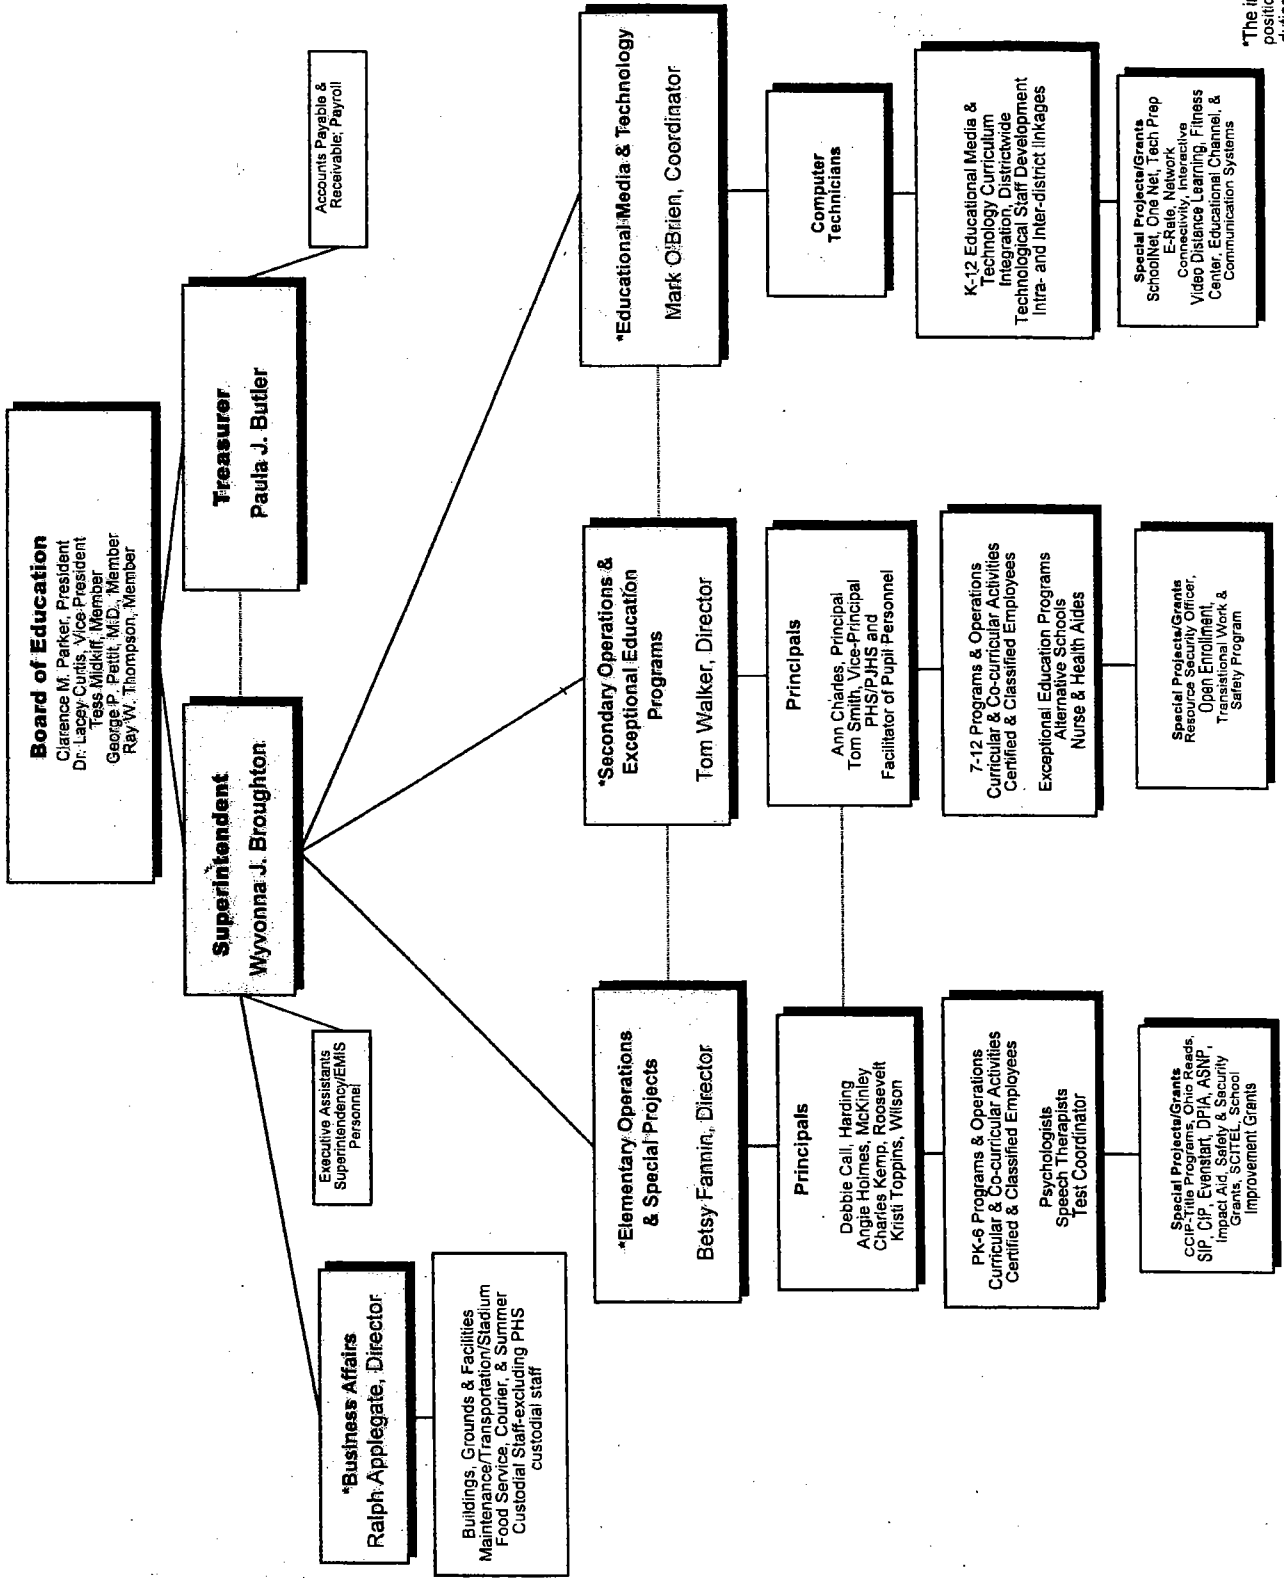 Board of Education
Clarence M. Parker, President
Dr. Lacey Curtis, Vice-President
Tess Midkiff, Member
George P. Pettit, M.D., Member
Ray W. Thompson, Member
Superintendent
Wyvonna J. Broughton
Treasurer
Paula J. Butler
Executive Assistants
Superintendency/EMIS
Personnel
Accounts Payable &
Receivable; Payroll
*Business Affairs
Ralph Applegate, Director
Buildings, Grounds & Facilities
Maintenance/Transportation/Stadium
Food Service, Courier, & Summer
Custodial Staff-excluding PHS
custodial staff
*Elementary Operations
& Special Projects
Betsy Fannin, Director
Principals
Debbie Call, Harding
Angie Holmes, McKinley
Charles Kemp, Roosevelt
Kristi Toppins, Wilson
PK-6 Programs & Operations
Curricular & Co-curricular Activities
Certified & Classified Employees
Psychologists
Speech Therapists
Test Coordinator
Special Projects/Grants
CCIP-Title Programs, Ohio Reads,
SIP, CIP, Evenstart, DPIA, ASNP,
Impact Aid, Safety & Security
Grants, SCITEL, School
Improvement Grants
*Secondary Operations &
Exceptional Education
Programs
Tom Walker, Director
Principals
Ann Charles, Principal
Tom Smith, Vice-Principal
PHS/PJHS and
Facilitator of Pupil Personnel
7-12 Programs & Operations
Curricular & Co-curricular Activities
Certified & Classified Employees
Exceptional Education Programs
Alternative Schools
Nurse & Health Aides
Special Projects/Grants
Resource Security Officer,
Open Enrollment,
Transistional Work &
Safety Program
*Educational Media & Technology
Mark O'Brien, Coordinator
Computer
Technicians
K-12 Educational Media &
Technology Curriculum
Integration, Districtwide
Technological Staff Development
Intra- and Inter-district linkages
Special Projects/Grants
SchoolNet, One Net, Tech Prep
E-Rate, Network
Connectivity, Interactive
Video Distance Learning, Fitness
Center, Educational Channel, &
Communication Systems
*The